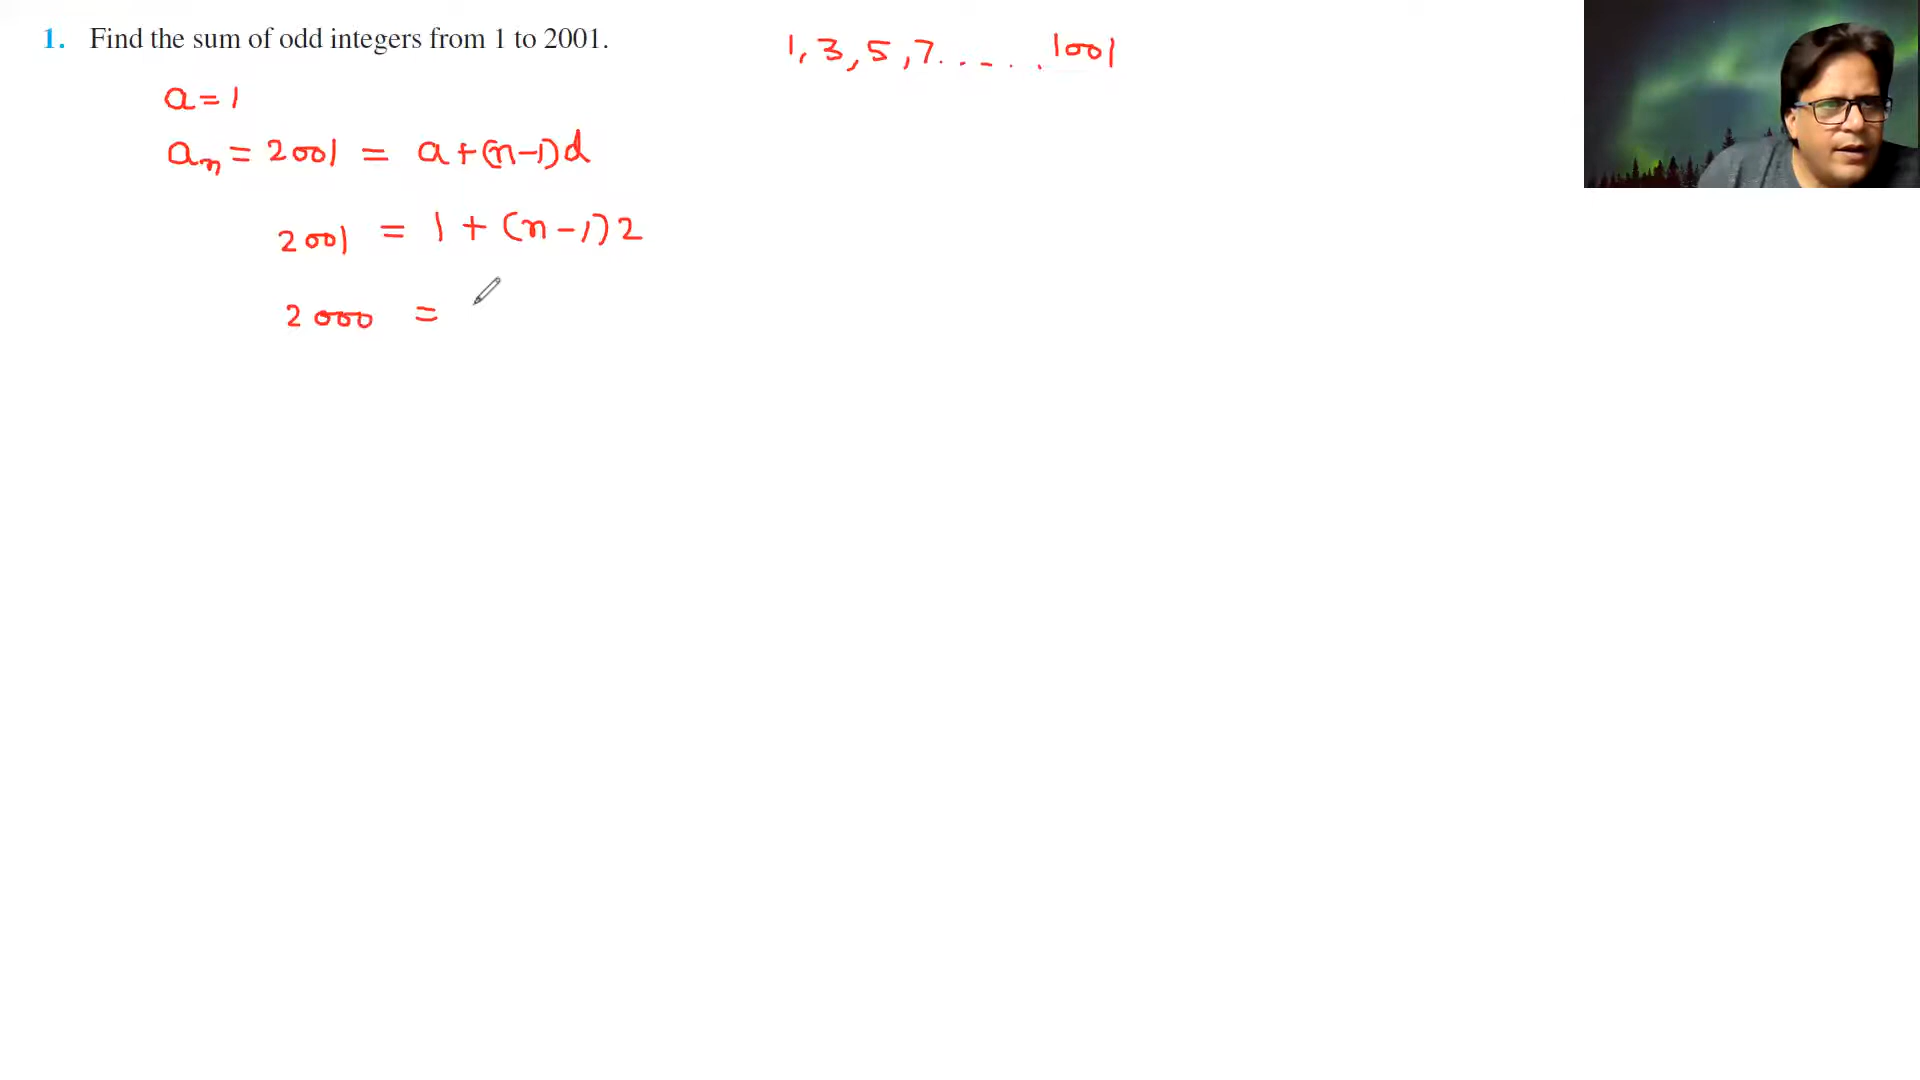 1. Find the sum of odd integers from 1 to 2001.
1, 3, 5, 7 . . - . . 1001
a = 1
aₙ = 2001 = a + (n-1)d
2001 = 1 + (n-1)2
2000 =